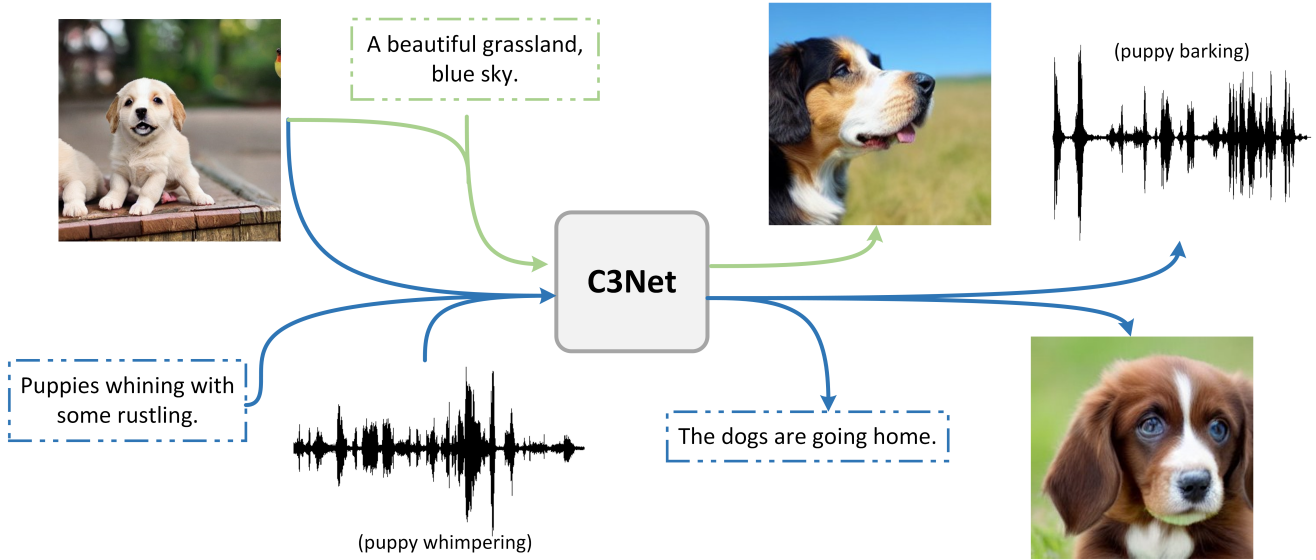 A beautiful grassland,
blue sky.
(puppy barking)
C3Net
Puppies whining with
some rustling.
The dogs are going home.
(puppy whimpering)